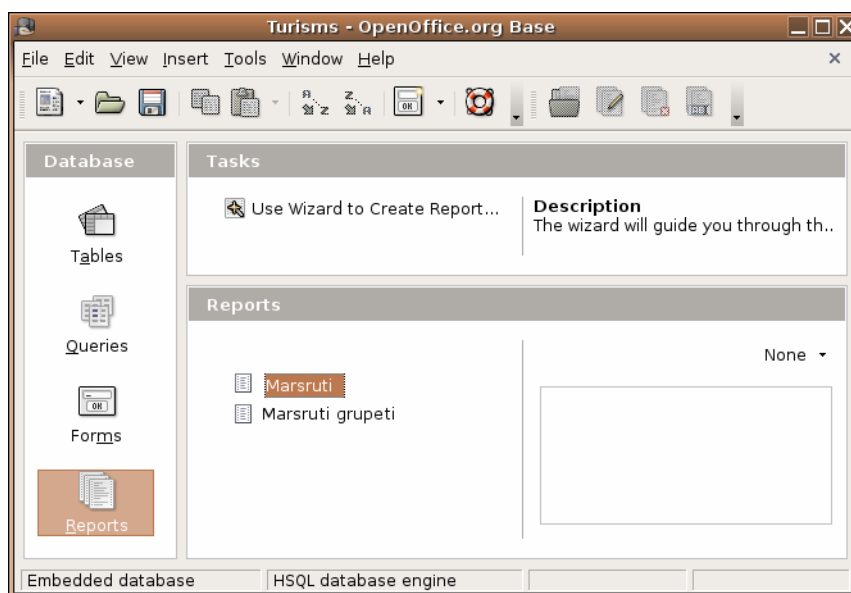 Turisms - OpenOffice.org Base
File Edit View Insert Tools Window Help
Database
Tables
Queries
Forms
Reports
Tasks
Use Wizard to Create Report...
Description
The wizard will guide you through th..
Reports
Marsruti
Marsruti grupeti
None
Embedded database
HSQL database engine